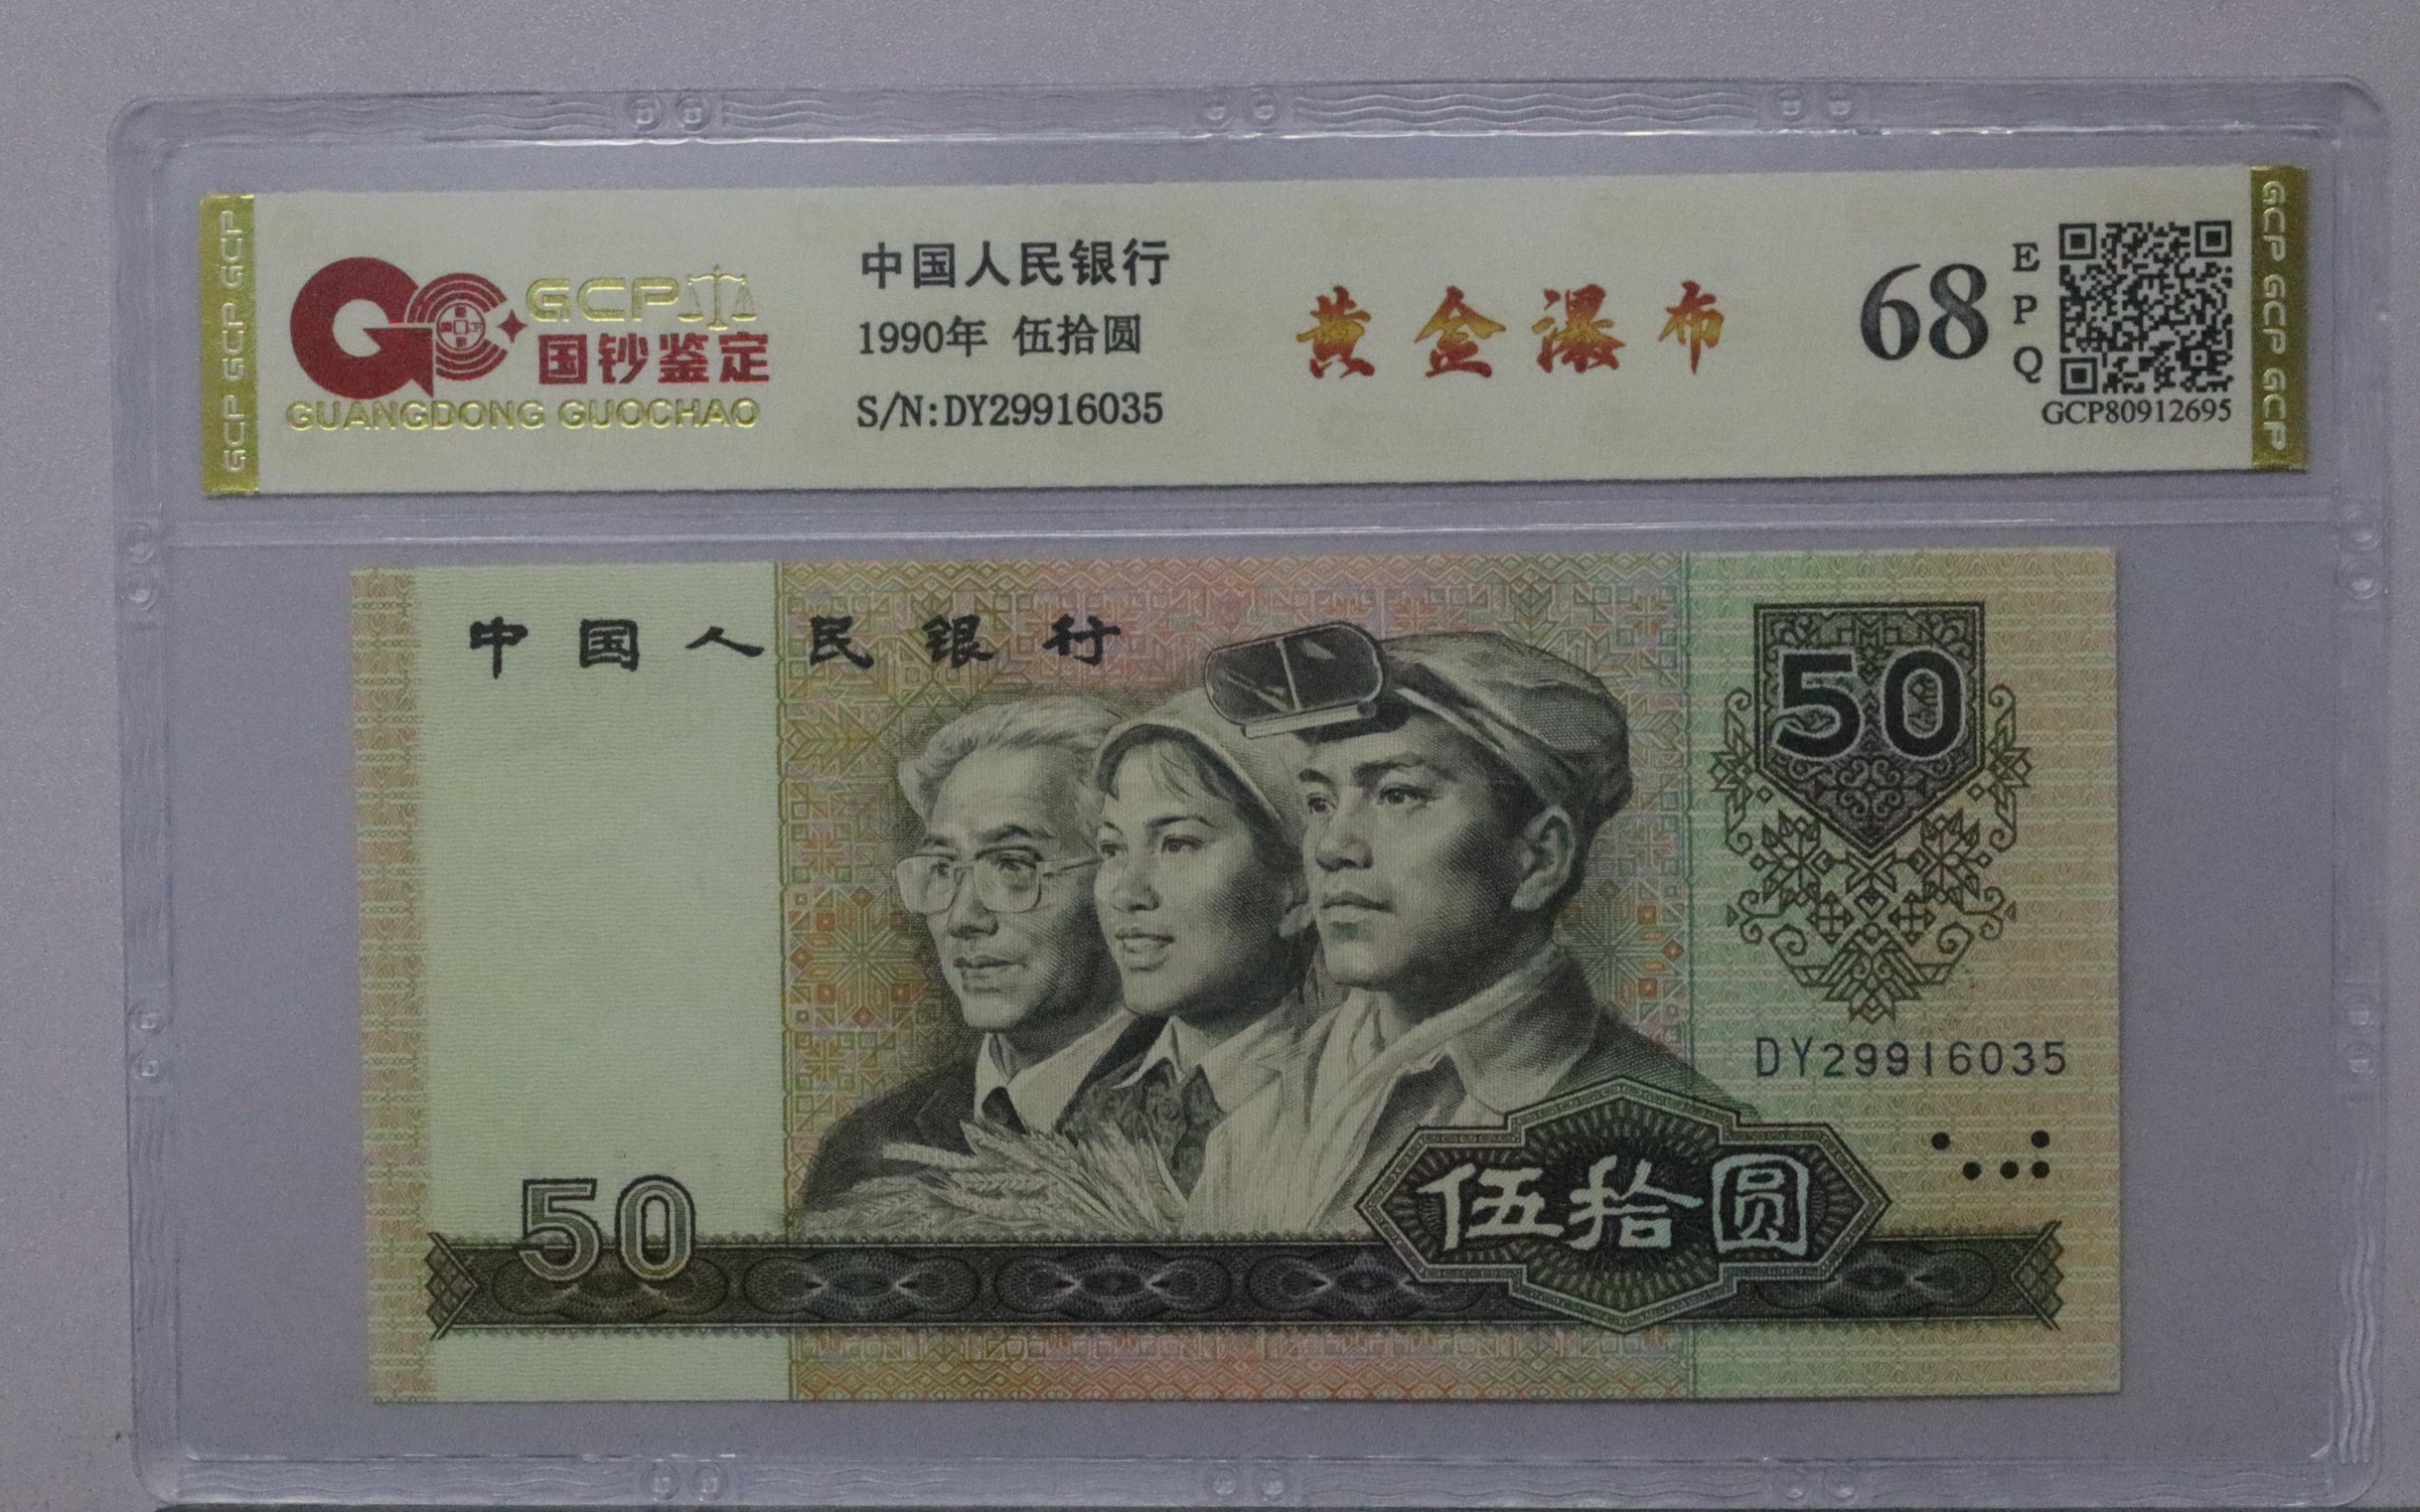 GCP GCP GCP
GCP
国钞鉴定
GUANGDONG GUOCHAO
中国人民银行
1990年 伍拾圆
S/N:DY29916035
黄金瀑布
68
EPQ
GCP80912695
GCP GCP GCP
中国人民银行
50
DY29916035
伍拾圆
50